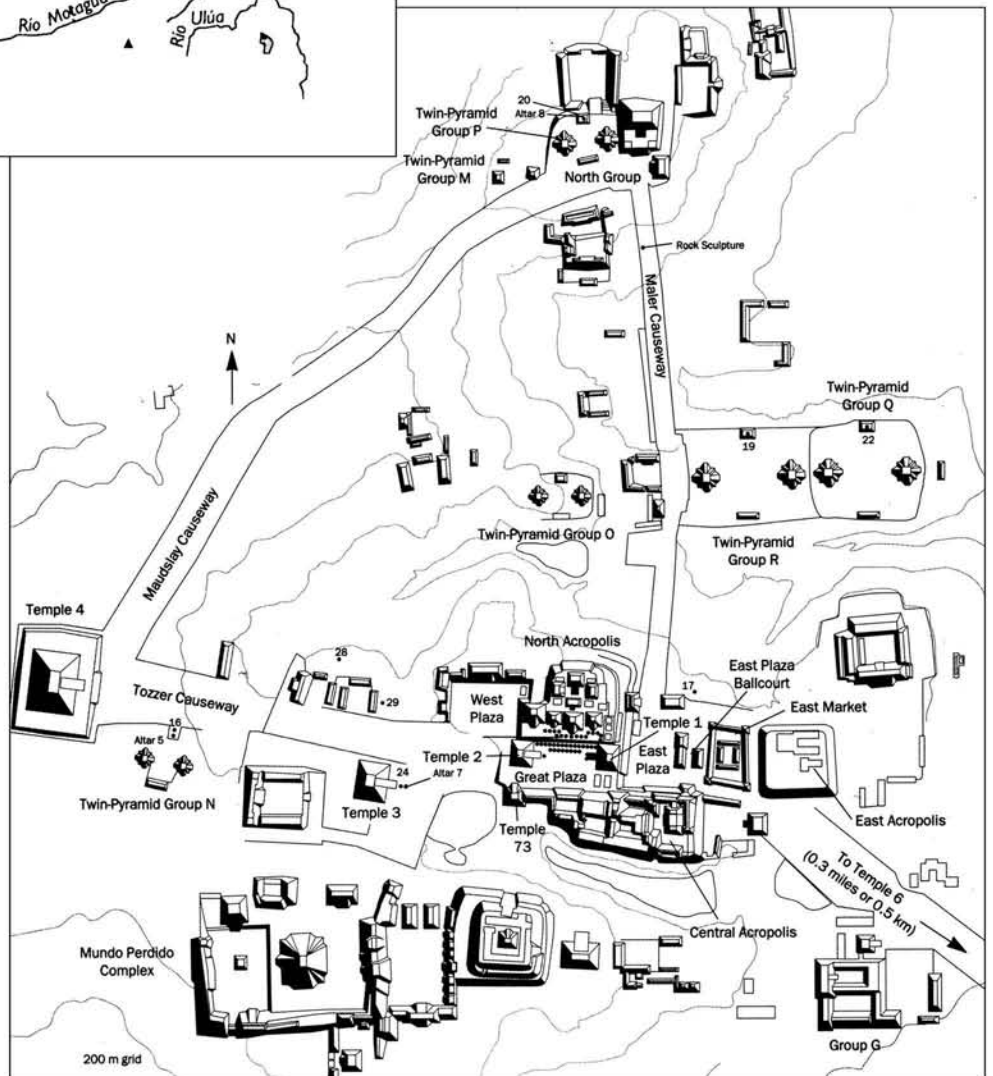 Río Motagua
Río Ulúa
20
Altar 8
Twin-Pyramid
Group P
Twin-Pyramid
Group M
North Group
Rock Sculpture
Maler Causeway
N
Twin-Pyramid
Group Q
19
22
Maudslay Causeway
Twin-Pyramid Group O
Twin-Pyramid
Group R
Temple 4
North Acropolis
28
Tozzer Causeway
29
West
Plaza
17
East Plaza
Ballcourt
East Market
Temple 1
16
Altar 5
Temple 2
East
Plaza
24
Altar 7
Great Plaza
Twin-Pyramid Group N
Temple 3
Temple
73
East Acropolis
To Temple 6
(0.3 miles or 0.5 km)
Central Acropolis
Mundo Perdido
Complex
Group G
200 m grid